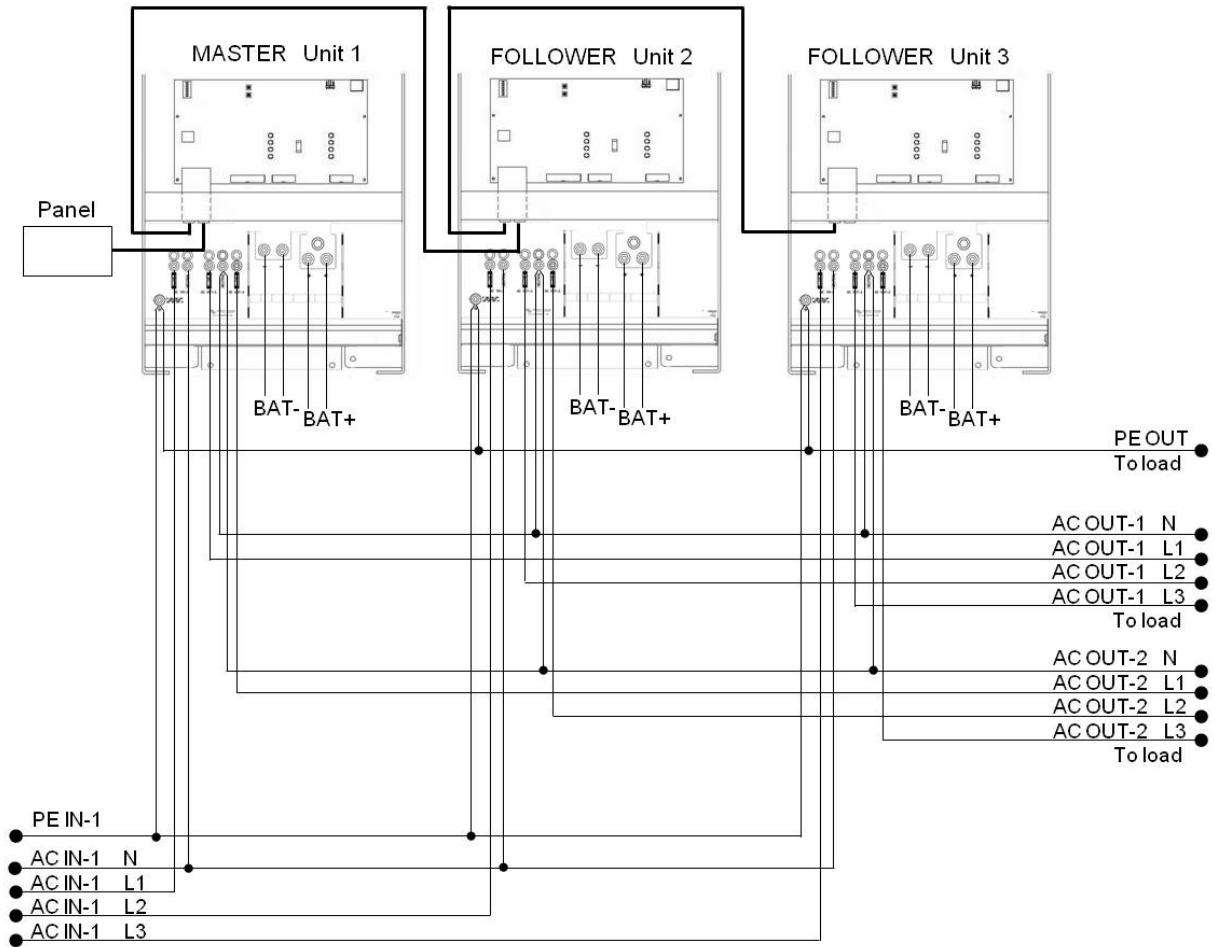 MASTER Unit 1
FOLLOWER Unit 2
FOLLOWER Unit 3
Panel
BAT- BAT+
BAT- BAT+
BAT- BAT+
PE OUT
To load
AC OUT-1 N
AC OUT-1 L1
AC OUT-1 L2
AC OUT-1 L3
To load
AC OUT-2 N
AC OUT-2 L1
AC OUT-2 L2
AC OUT-2 L3
To load
PE IN-1
AC IN-1 N
AC IN-1 L1
AC IN-1 L2
AC IN-1 L3